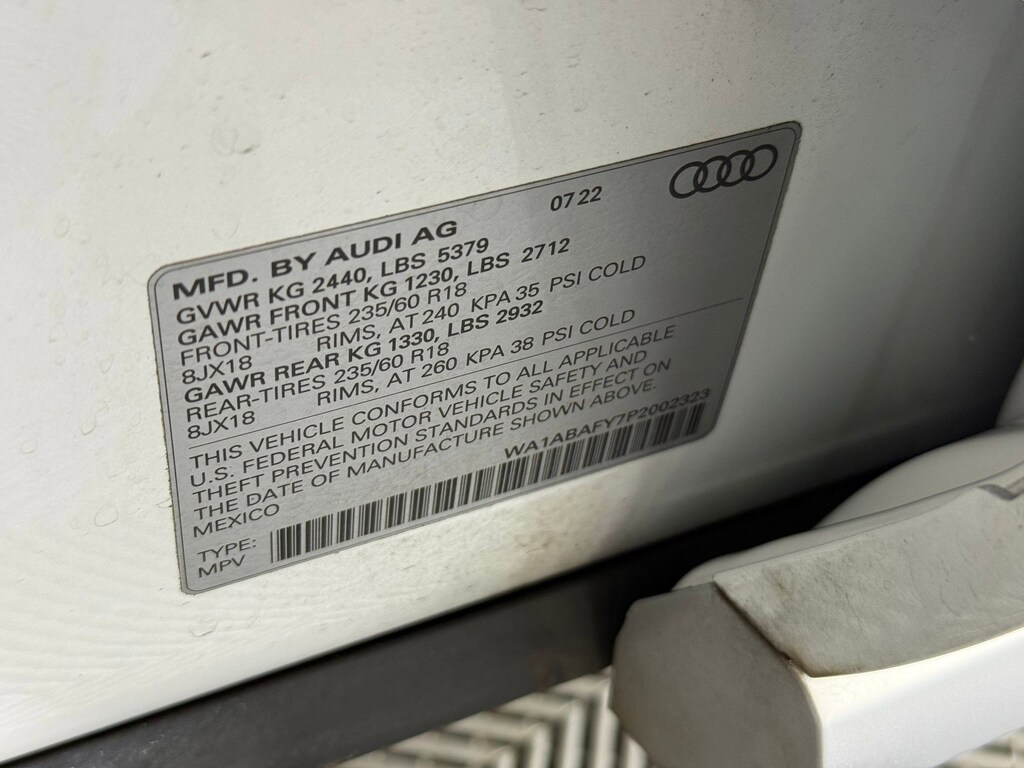 07 22
MFD. BY AUDI AG
GVWR KG 2440, LBS 5379
GAWR FRONT KG 1230, LBS 2712
FRONT-TIRES 235/60 R18
8JX18 RIMS, AT 240 KPA 35 PSI COLD
GAWR REAR KG 1330, LBS 2932
REAR-TIRES 235/60 R18
8JX18 RIMS, AT 260 KPA 38 PSI COLD
THIS VEHICLE CONFORMS TO ALL APPLICABLE
U.S. FEDERAL MOTOR VEHICLE SAFETY AND
THEFT PREVENTION STANDARDS IN EFFECT ON
THE DATE OF MANUFACTURE SHOWN ABOVE.
MEXICO
WA1ABAFY7P2002323
TYPE:
MPV